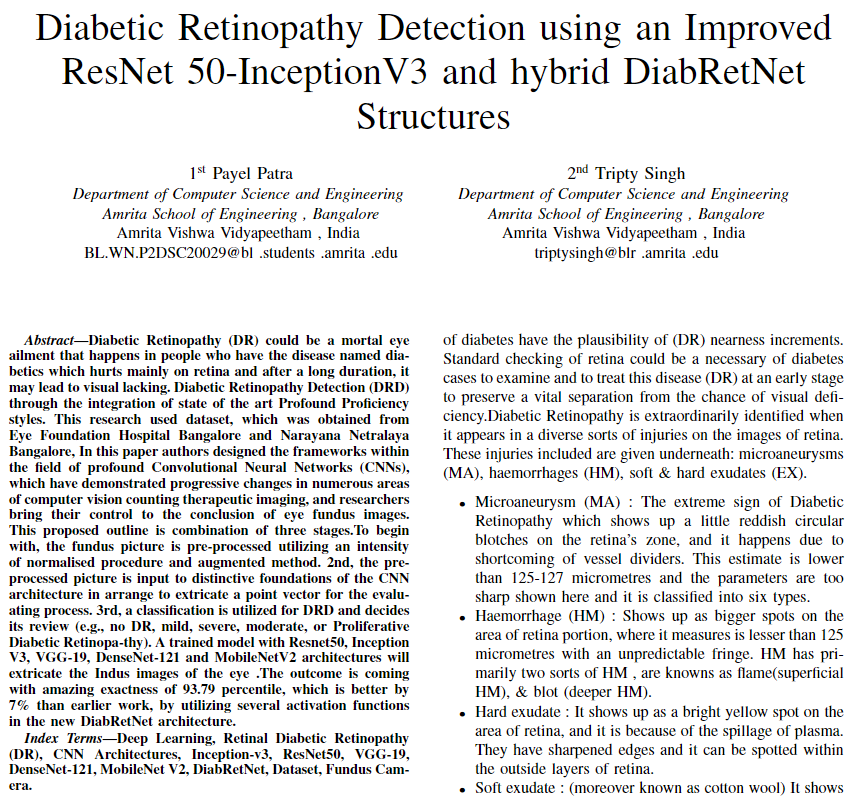 Diabetic Retinopathy Detection using an Improved
ResNet 50-InceptionV3 and hybrid DiabRetNet
Structures
1st Payel Patra
Department of Computer Science and Engineering
Amrita School of Engineering , Bangalore
Amrita Vishwa Vidyapeetham , India
BL.WN.P2DSC20029@bl .students .amrita .edu
2nd Tripty Singh
Department of Computer Science and Engineering
Amrita School of Engineering , Bangalore
Amrita Vishwa Vidyapeetham , India
triptysingh@blr .amrita .edu
Abstract—Diabetic Retinopathy (DR) could be a mortal eye
ailment that happens in people who have the disease named dia-
betics which hurts mainly on retina and after a long duration, it
may lead to visual lacking. Diabetic Retinopathy Detection (DRD)
through the integration of state of the art Profound Proficiency
styles. This research used dataset, which was obtained from
Eye Foundation Hospital Bangalore and Narayana Netralaya
Bangalore, In this paper authors designed the frameworks within
the field of profound Convolutional Neural Networks (CNNs),
which have demonstrated progressive changes in numerous areas
of computer vision counting therapeutic imaging, and researchers
bring their control to the conclusion of eye fundus images.
This proposed outline is combination of three stages.To begin
with, the fundus picture is pre-processed utilizing an intensity
of normalised procedure and augmented method. 2nd, the pre-
processed picture is input to distinctive foundations of the CNN
architecture in arrange to extricate a point vector for the evalu-
ating process. 3rd, a classification is utilized for DRD and decides
its review (e.g., no DR, mild, severe, moderate, or Proliferative
Diabetic Retinopa-thy). A trained model with Resnet50, Inception
V3, VGG-19, DenseNet-121 and MobileNetV2 architectures will
extricate the Indus images of the eye .The outcome is coming
with amazing exactness of 93.79 percentile, which is better by
7% than earlier work, by utilizing several activation functions
in the new DiabRetNet architecture.
Index Terms—Deep Learning, Retinal Diabetic Retinopathy
(DR), CNN Architectures, Inception-v3, ResNet50, VGG-19,
DenseNet-121, MobileNet V2, DiabRetNet, Dataset, Fundus Cam-
era.
of diabetes have the plausibility of (DR) nearness increments.
Standard checking of retina could be a necessary of diabetes
cases to examine and to treat this disease (DR) at an early stage
to preserve a vital separation from the chance of visual defi-
ciency.Diabetic Retinopathy is extraordinarily identified when
it appears in a diverse sorts of injuries on the images of retina.
These injuries included are given underneath: microaneurysms
(MA), haemorrhages (HM), soft & hard exudates (EX).
• Microaneurysm (MA) : The extreme sign of Diabetic
Retinopathy which shows up a little reddish circular
blotches on the retina's zone, and it happens due to
shortcoming of vessel dividers. This estimate is lower
than 125-127 micrometres and the parameters are too
sharp shown here and it is classified into six types.
• Haemorrhage (HM) : Shows up as bigger spots on the
area of retina portion, where it measures is lesser than 125
micrometres with an unpredictable fringe. HM has pri-
marily two sorts of HM , are knowns as flame(superficial
HM), & blot (deeper HM).
• Hard exudate : It shows up as a bright yellow spot on the
area of retina, and it is because of the spillage of plasma.
They have sharpened edges and it can be spotted within
the outside layers of retina.
• Soft exudate : (moreover known as cotton wool) It shows